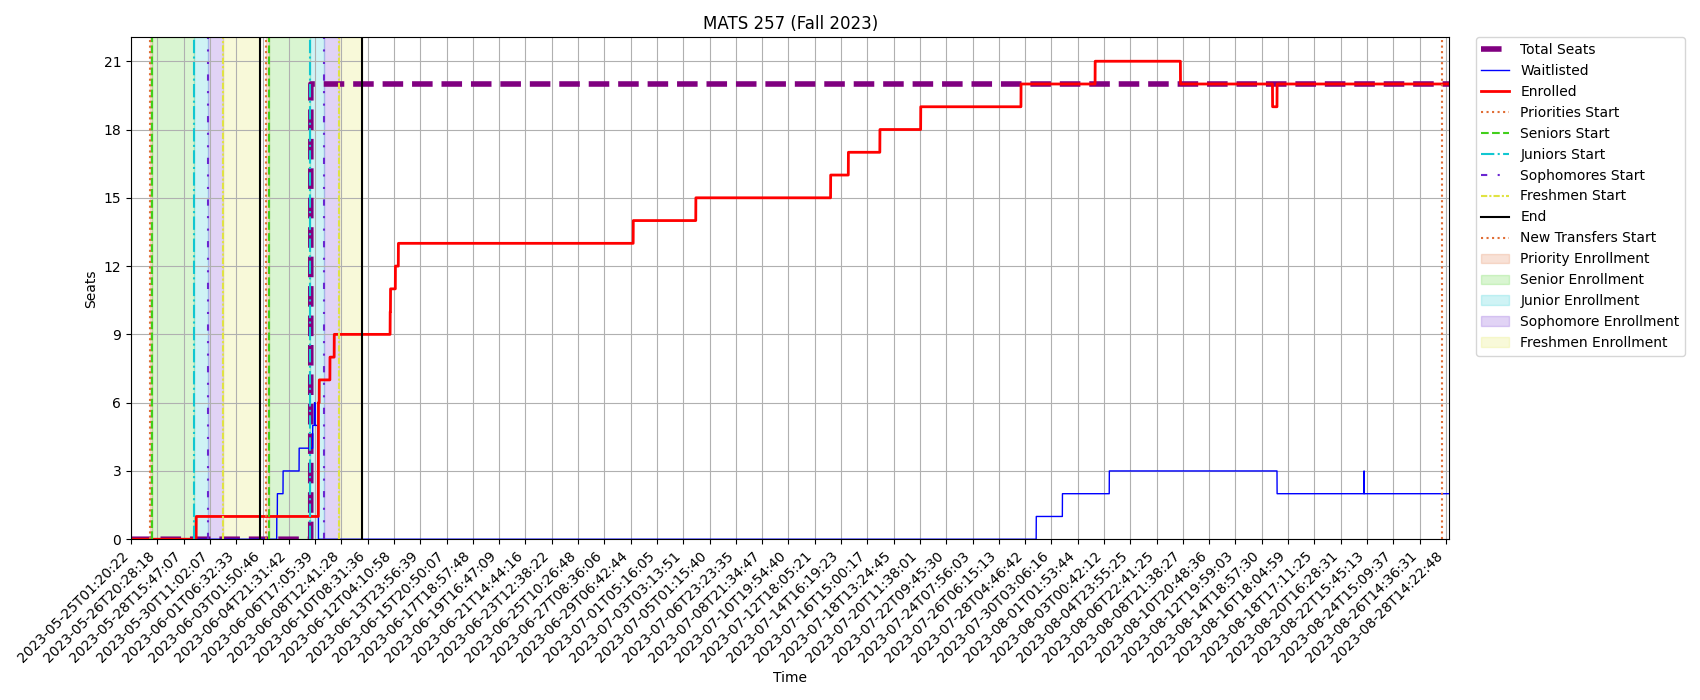 MATS 257 (Fall 2023)
Total Seats
Waitlisted
Enrolled
Priorities Start
Seniors Start
Juniors Start
Sophomores Start
Freshmen Start
End
New Transfers Start
Priority Enrollment
Senior Enrollment
Junior Enrollment
Sophomore Enrollment
Freshmen Enrollment
Seats
21
18
15
12
9
6
3
0
2023-05-25T01:20:22
2023-05-26T20:28:18
2023-05-28T15:47:07
2023-05-30T11:02:07
2023-06-01T06:32:33
2023-06-03T01:50:46
2023-06-04T21:31:42
2023-06-06T17:05:39
2023-06-08T12:41:28
2023-06-10T08:31:36
2023-06-12T04:10:58
2023-06-13T23:56:39
2023-06-15T19:50:07
2023-06-17T18:57:48
2023-06-19T16:47:09
2023-06-21T14:44:16
2023-06-23T12:38:22
2023-06-25T10:26:48
2023-06-27T08:36:06
2023-06-29T06:42:44
2023-07-01T05:16:05
2023-07-03T03:13:51
2023-07-05T01:15:40
2023-07-06T23:23:35
2023-07-08T21:34:47
2023-07-10T19:54:40
2023-07-12T18:05:21
2023-07-14T16:19:23
2023-07-16T15:00:17
2023-07-18T13:24:45
2023-07-20T11:38:01
2023-07-22T09:45:30
2023-07-24T07:56:03
2023-07-26T06:15:13
2023-07-28T04:46:42
2023-07-30T03:06:16
2023-08-01T01:53:44
2023-08-03T00:42:12
2023-08-04T23:55:25
2023-08-06T22:41:25
2023-08-08T21:38:27
2023-08-10T20:48:36
2023-08-12T19:59:03
2023-08-14T18:57:30
2023-08-16T18:04:59
2023-08-18T17:11:25
2023-08-20T16:28:31
2023-08-22T15:45:13
2023-08-24T15:09:37
2023-08-26T14:36:31
2023-08-28T14:22:48
Time